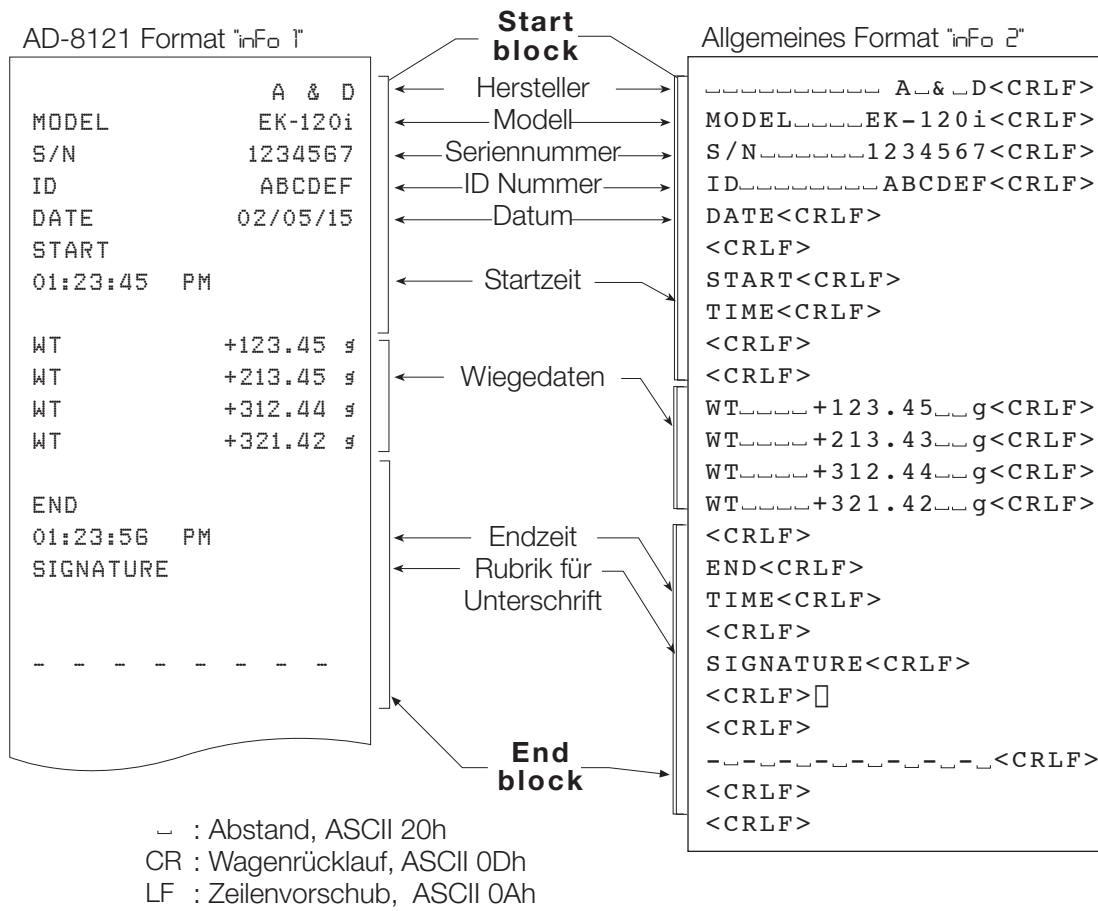 AD-8121 Format "inFo 1"
A & D
MODEL EK-120i
S/N 1234567
ID ABCDEF
DATE 02/05/15
START
01:23:45 PM
WT +123.45 g
WT +213.45 g
WT +312.44 g
WT +321.42 g
END
01:23:56 PM
SIGNATURE
- - - - - - - -
Start
block
Hersteller
Modell
Seriennummer
ID Nummer
Datum
Startzeit
Wiegedaten
Endzeit
Rubrik für
Unterschrift
End
block
Allgemeines Format "inFo 2"
␣␣␣␣␣␣␣␣␣␣ A␣&␣D<CRLF>
MODEL␣␣␣␣EK-120i<CRLF>
S/N␣␣␣␣␣␣1234567<CRLF>
ID␣␣␣␣␣␣␣␣ABCDEF<CRLF>
DATE<CRLF>
<CRLF>
START<CRLF>
TIME<CRLF>
<CRLF>
<CRLF>
WT␣␣␣␣+123.45␣␣g<CRLF>
WT␣␣␣␣+213.43␣␣g<CRLF>
WT␣␣␣␣+312.44␣␣g<CRLF>
WT␣␣␣␣+321.42␣␣g<CRLF>
<CRLF>
END<CRLF>
TIME<CRLF>
<CRLF>
SIGNATURE<CRLF>
<CRLF>▯
<CRLF>
-␣-␣-␣-␣-␣-␣-␣-␣<CRLF>
<CRLF>
<CRLF>
␣ : Abstand, ASCII 20h
CR : Wagenrücklauf, ASCII 0Dh
LF : Zeilenvorschub, ASCII 0Ah